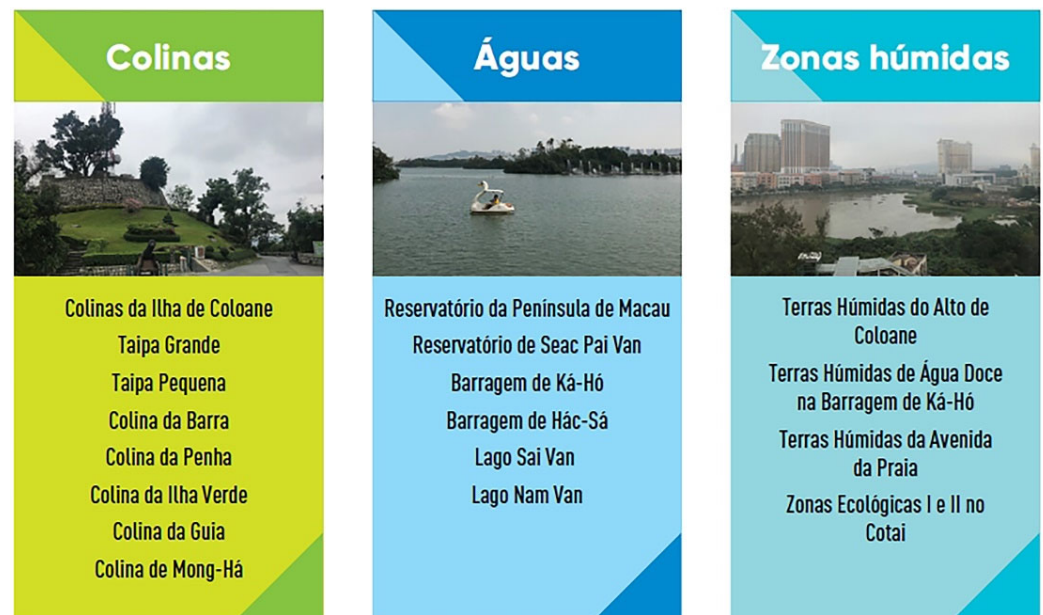 Colinas
Colinas da Ilha de Coloane
Taipa Grande
Taipa Pequena
Colina da Barra
Colina da Penha
Colina da Ilha Verde
Colina da Guia
Colina de Mong-Há
Águas
Reservatório da Península de Macau
Reservatório de Seac Pai Van
Barragem de Ká-Hó
Barragem de Hác-Sá
Lago Sai Van
Lago Nam Van
Zonas húmidas
Terras Húmidas do Alto de
Coloane
Terras Húmidas de Água Doce
na Barragem de Ká-Hó
Terras Húmidas da Avenida
da Praia
Zonas Ecológicas I e II no
Cotai